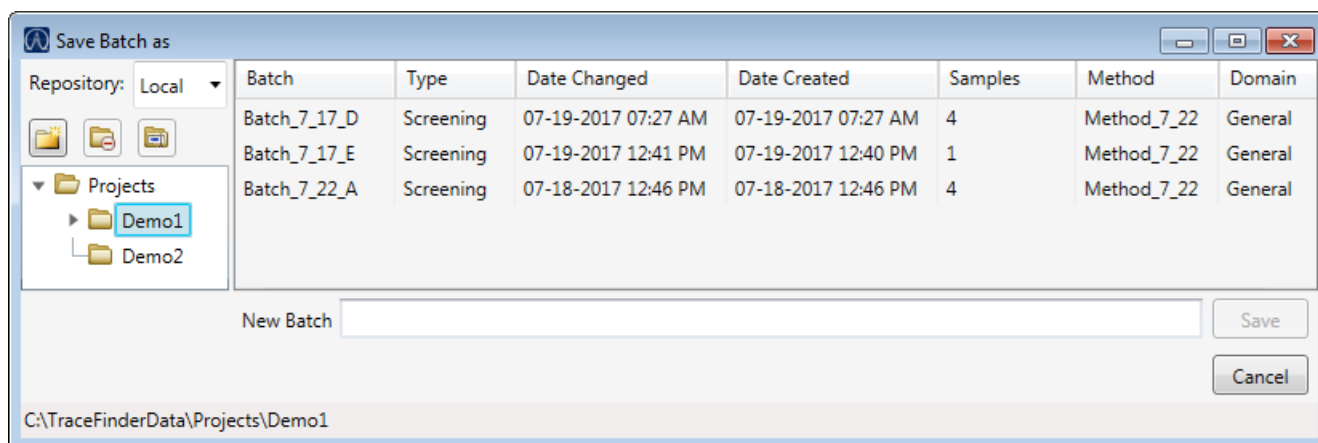 Save Batch as
Repository: Local
Batch Type Date Changed Date Created Samples Method Domain
Batch_7_17_D Screening 07-19-2017 07:27 AM 07-19-2017 07:27 AM 4 Method_7_22 General
Batch_7_17_E Screening 07-19-2017 12:41 PM 07-19-2017 12:40 PM 1 Method_7_22 General
Batch_7_22_A Screening 07-18-2017 12:46 PM 07-18-2017 12:46 PM 4 Method_7_22 General
Projects
Demo1
Demo2
New Batch Save
Cancel
C:\TraceFinderData\Projects\Demo1